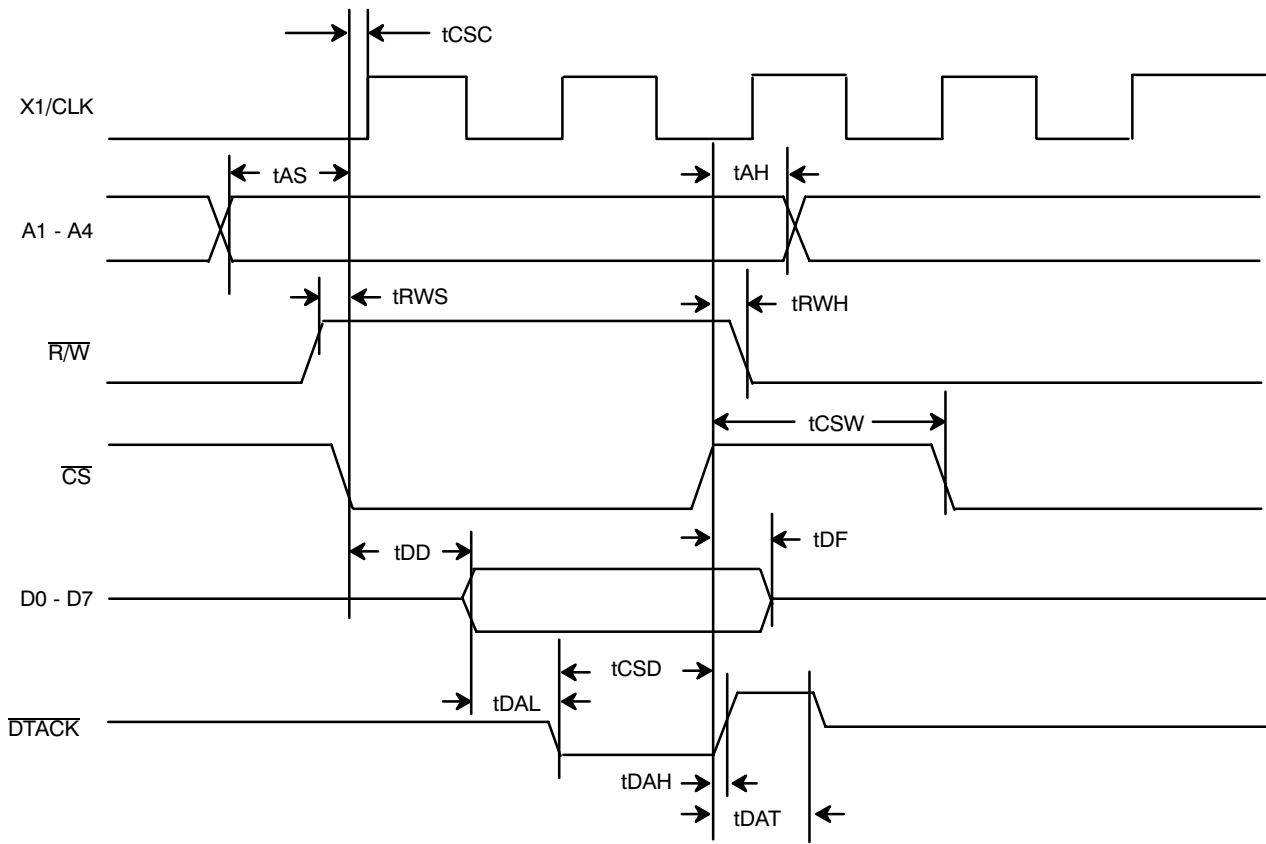 tCSC
X1/CLK
tAS
tAH
A1 - A4
tRWS
tRWH
R/W
tCSW
CS
tDD
tDF
D0 - D7
tCSD
tDAL
DTACK
tDAH
tDAT